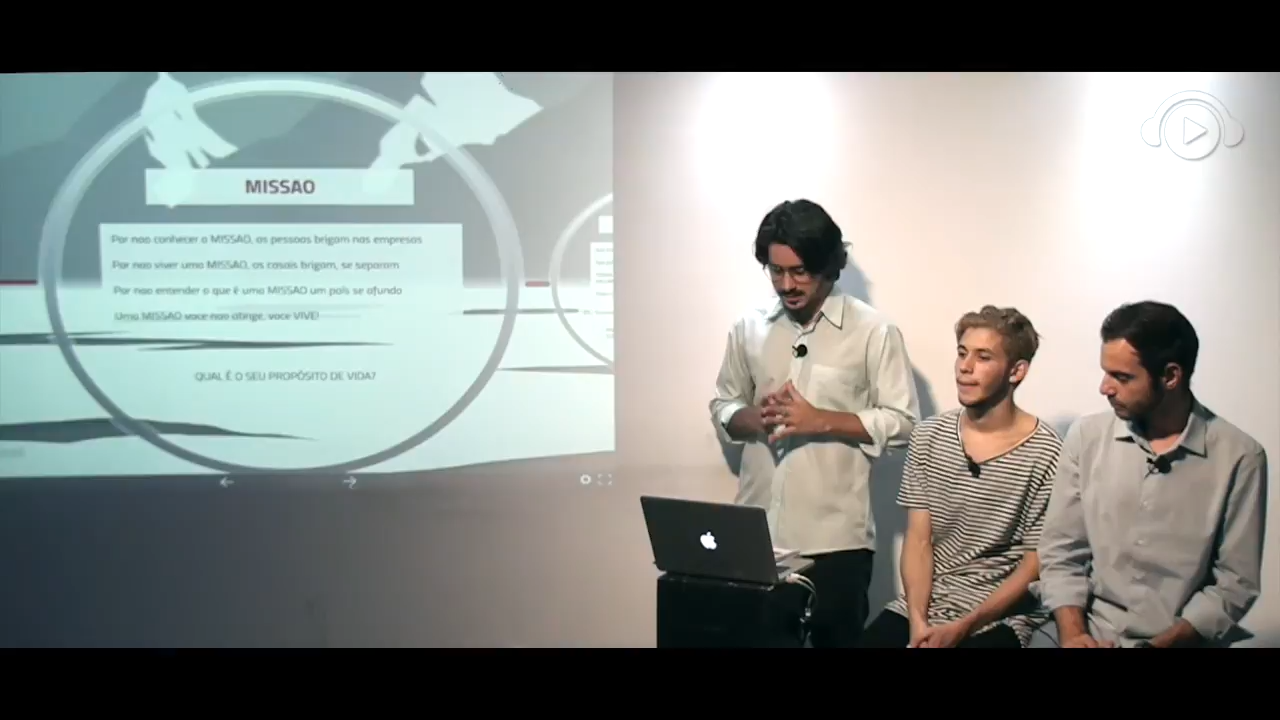 MISSAO
Por nao conhecer a MISSAO, as pessoas brigam nas empresas
Por nao viver uma MISSAO, os casais brigam, se separam
Por nao entender o que é uma MISSAO um país se afunda
Uma MISSAO voce nao atinge, voce VIVE!
QUAL É O SEU PROPÓSITO DE VIDA?